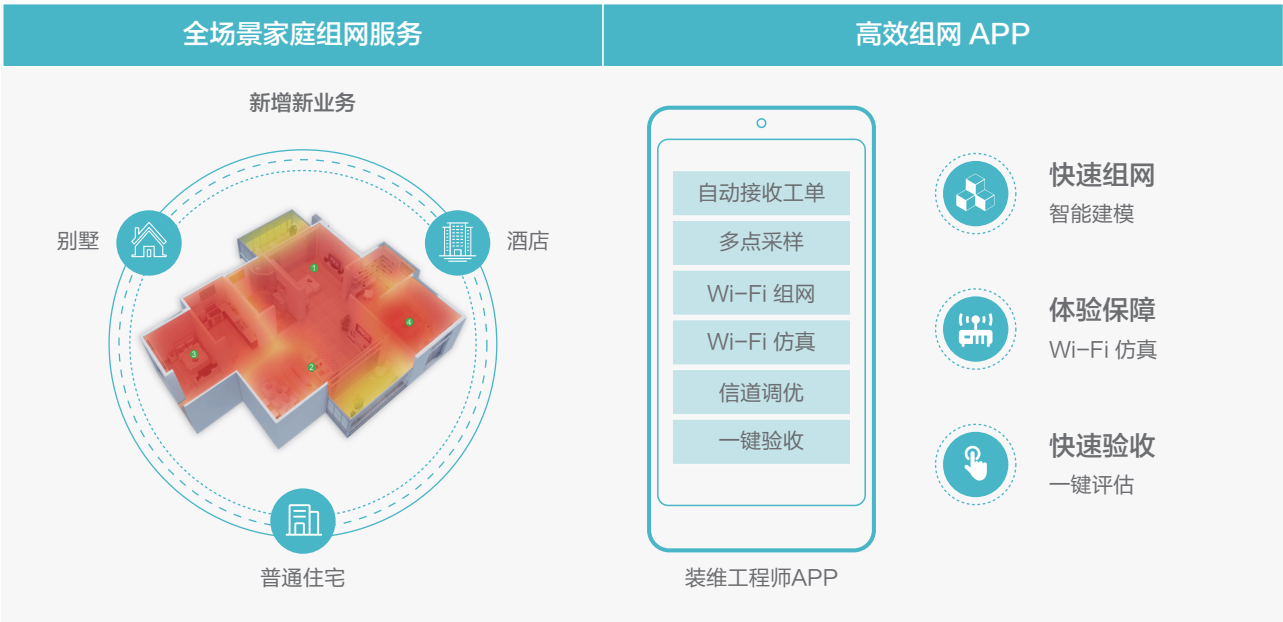 全场景家庭组网服务
高效组网 APP
新增新业务
别墅
酒店
1
4
3
2
普通住宅
自动接收工单
多点采样
Wi-Fi 组网
Wi-Fi 仿真
信道调优
一键验收
装维工程师APP
快速组网
智能建模
体验保障
Wi-Fi 仿真
快速验收
一键评估